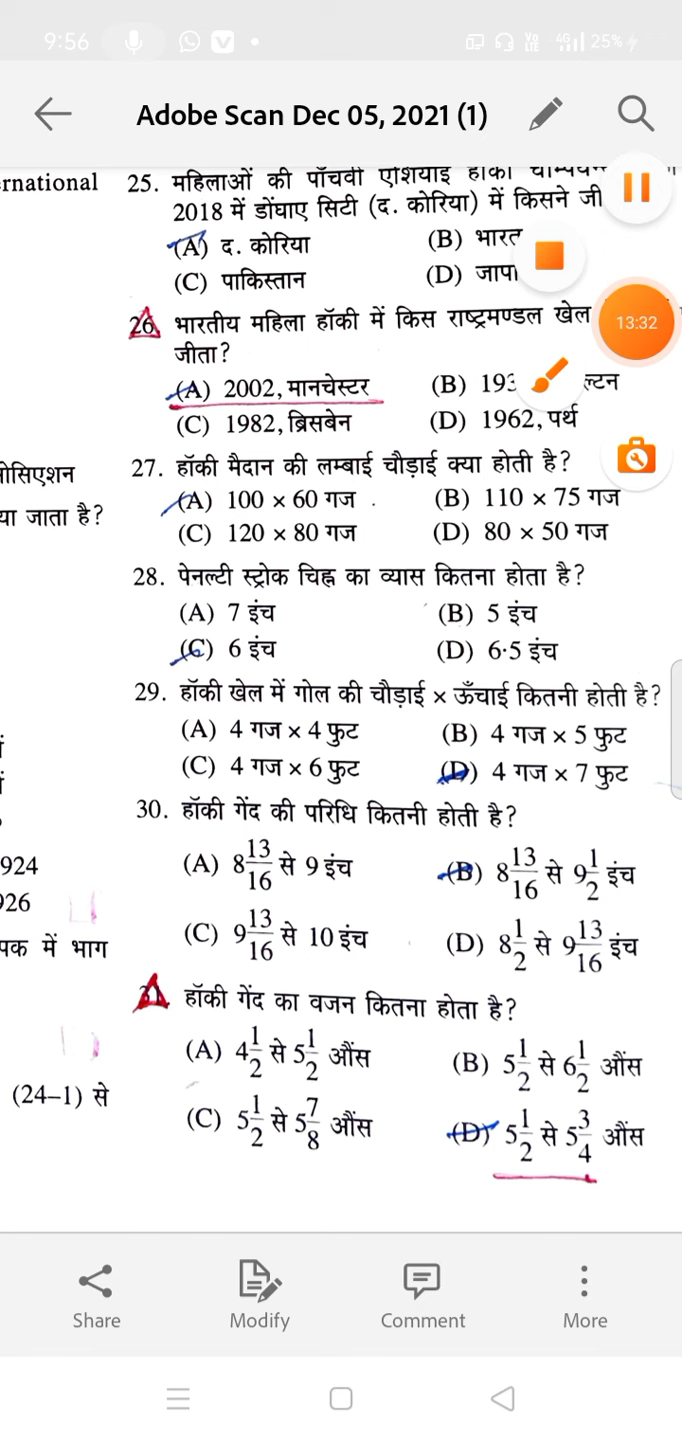 9:56
25%
Adobe Scan Dec 05, 2021 (1)
rnational
25. महिलाओं की पाँचवी एशियाई हॉकी
2018 में डोंघाए सिटी (द. कोरिया) में किसने जी
(A) द. कोरिया (B) भारत
(C) पाकिस्तान (D) जापा
26. भारतीय महिला हॉकी में किस राष्ट्रमण्डल खेल
13:32
जीता?
(A) 2002, मानचेस्टर (B) 193 ल्टन
(C) 1982, ब्रिसबेन (D) 1962, पर्थ
ोसिएशन
या जाता है?
27. हॉकी मैदान की लम्बाई चौड़ाई क्या होती है?
(A) 100 × 60 गज (B) 110 × 75 गज
(C) 120 × 80 गज (D) 80 × 50 गज
28. पेनल्टी स्ट्रोक चिह्न का व्यास कितना होता है?
(A) 7 इंच (B) 5 इंच
(C) 6 इंच (D) 6·5 इंच
29. हॉकी खेल में गोल की चौड़ाई × ऊँचाई कितनी होती है?
(A) 4 गज × 4 फुट (B) 4 गज × 5 फुट
(C) 4 गज × 6 फुट (D) 4 गज × 7 फुट
30. हॉकी गेंद की परिधि कितनी होती है?
924
926
पक में भाग
(A) 8 13/16 से 9 इंच (B) 8 13/16 से 9 1/2 इंच
(C) 9 13/16 से 10 इंच (D) 8 1/2 से 9 13/16 इंच
31. हॉकी गेंद का वजन कितना होता है?
(A) 4 1/2 से 5 1/2 औंस (B) 5 1/2 से 6 1/2 औंस
(24–1) से
(C) 5 1/2 से 5 7/8 औंस (D) 5 1/2 से 5 3/4 औंस
Share Modify Comment More